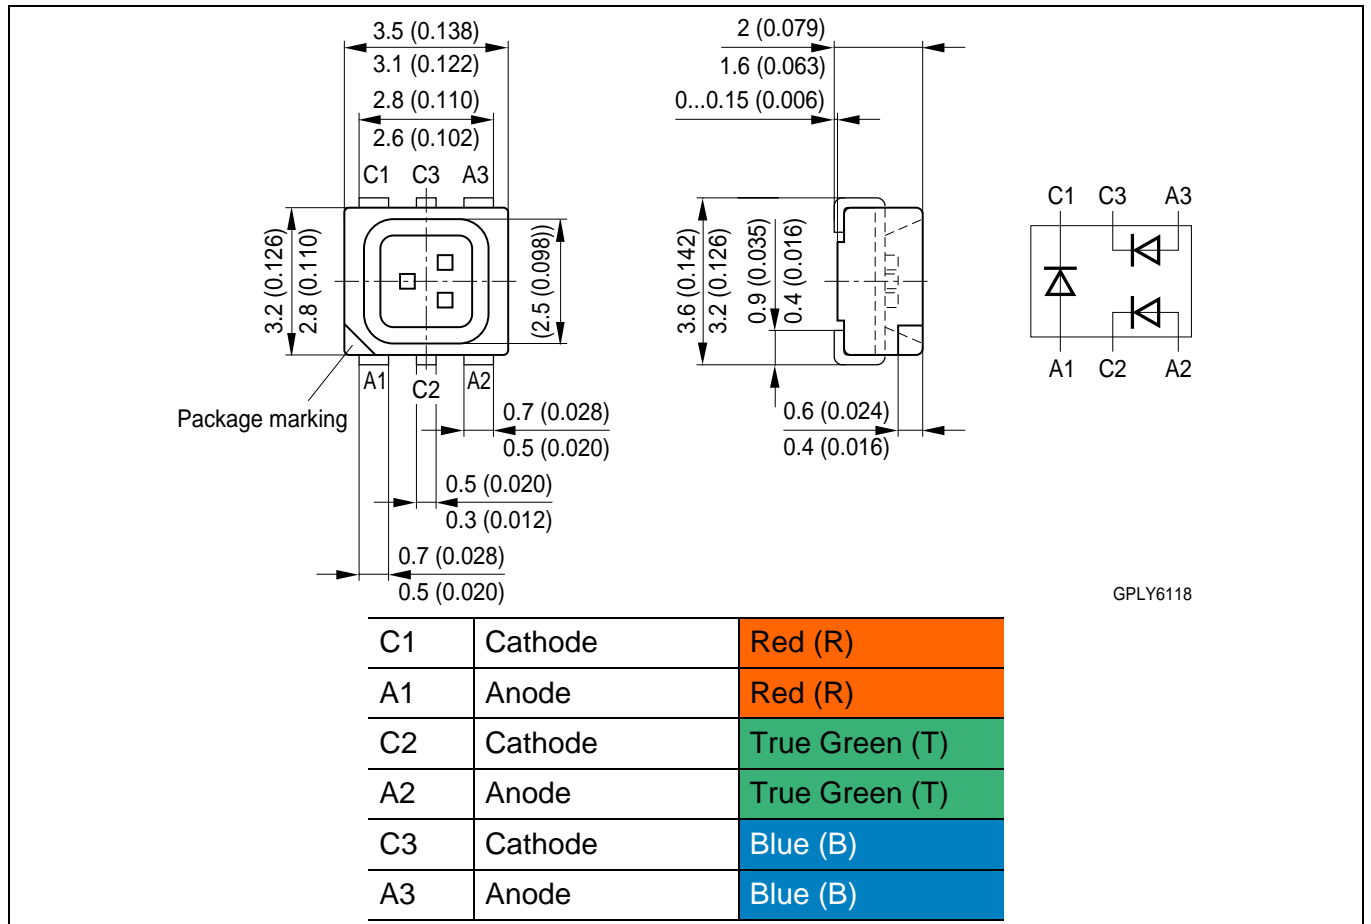 3.5 (0.138)
3.1 (0.122)
2.8 (0.110)
2.6 (0.102)
C1 C3 A3
3.2 (0.126)
2.8 (0.110)
(2.5 (0.098))
A1 C2 A2
Package marking
0.7 (0.028)
0.5 (0.020)
0.5 (0.020)
0.3 (0.012)
0.7 (0.028)
0.5 (0.020)
2 (0.079)
1.6 (0.063)
0...0.15 (0.006)
3.6 (0.142)
3.2 (0.126)
0.9 (0.035)
0.4 (0.016)
0.6 (0.024)
0.4 (0.016)
C1 C3 A3
A1 C2 A2
GPLY6118
C1 Cathode Red (R)
A1 Anode Red (R)
C2 Cathode True Green (T)
A2 Anode True Green (T)
C3 Cathode Blue (B)
A3 Anode Blue (B)